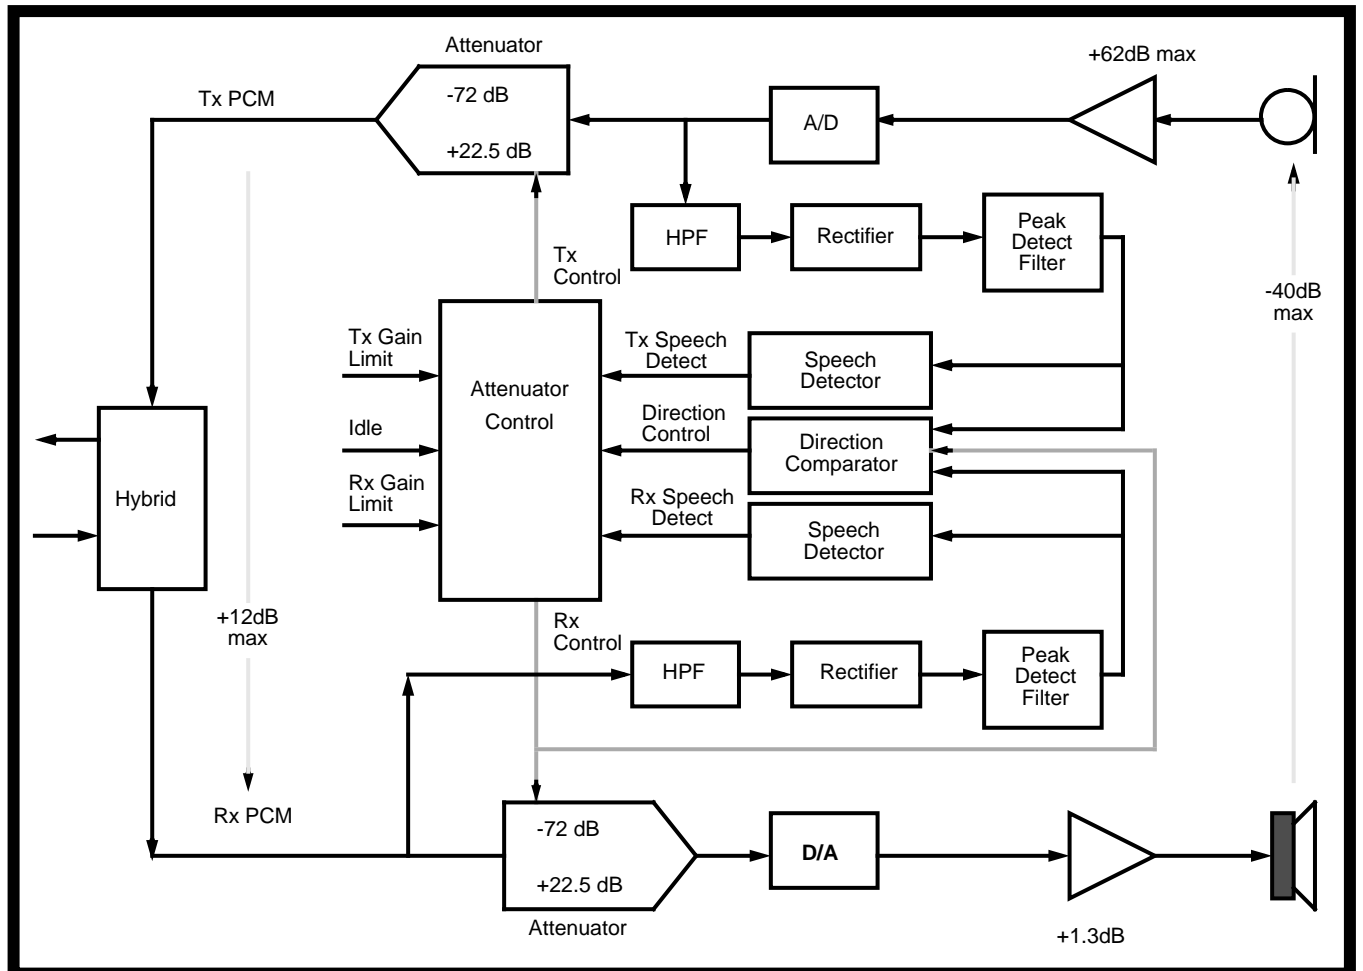 Attenuator
+62dB max
Tx PCM
-72 dB
+22.5 dB
A/D
HPF
Rectifier
Peak
Detect
Filter
Tx
Control
-40dB
max
Tx Gain
Limit
Tx Speech
Detect
Speech
Detector
Attenuator
Control
Idle
Direction
Control
Direction
Comparator
Hybrid
Rx Gain
Limit
Rx Speech
Detect
Speech
Detector
+12dB
max
Rx
Control
HPF
Rectifier
Peak
Detect
Filter
Rx PCM
-72 dB
+22.5 dB
D/A
Attenuator
+1.3dB